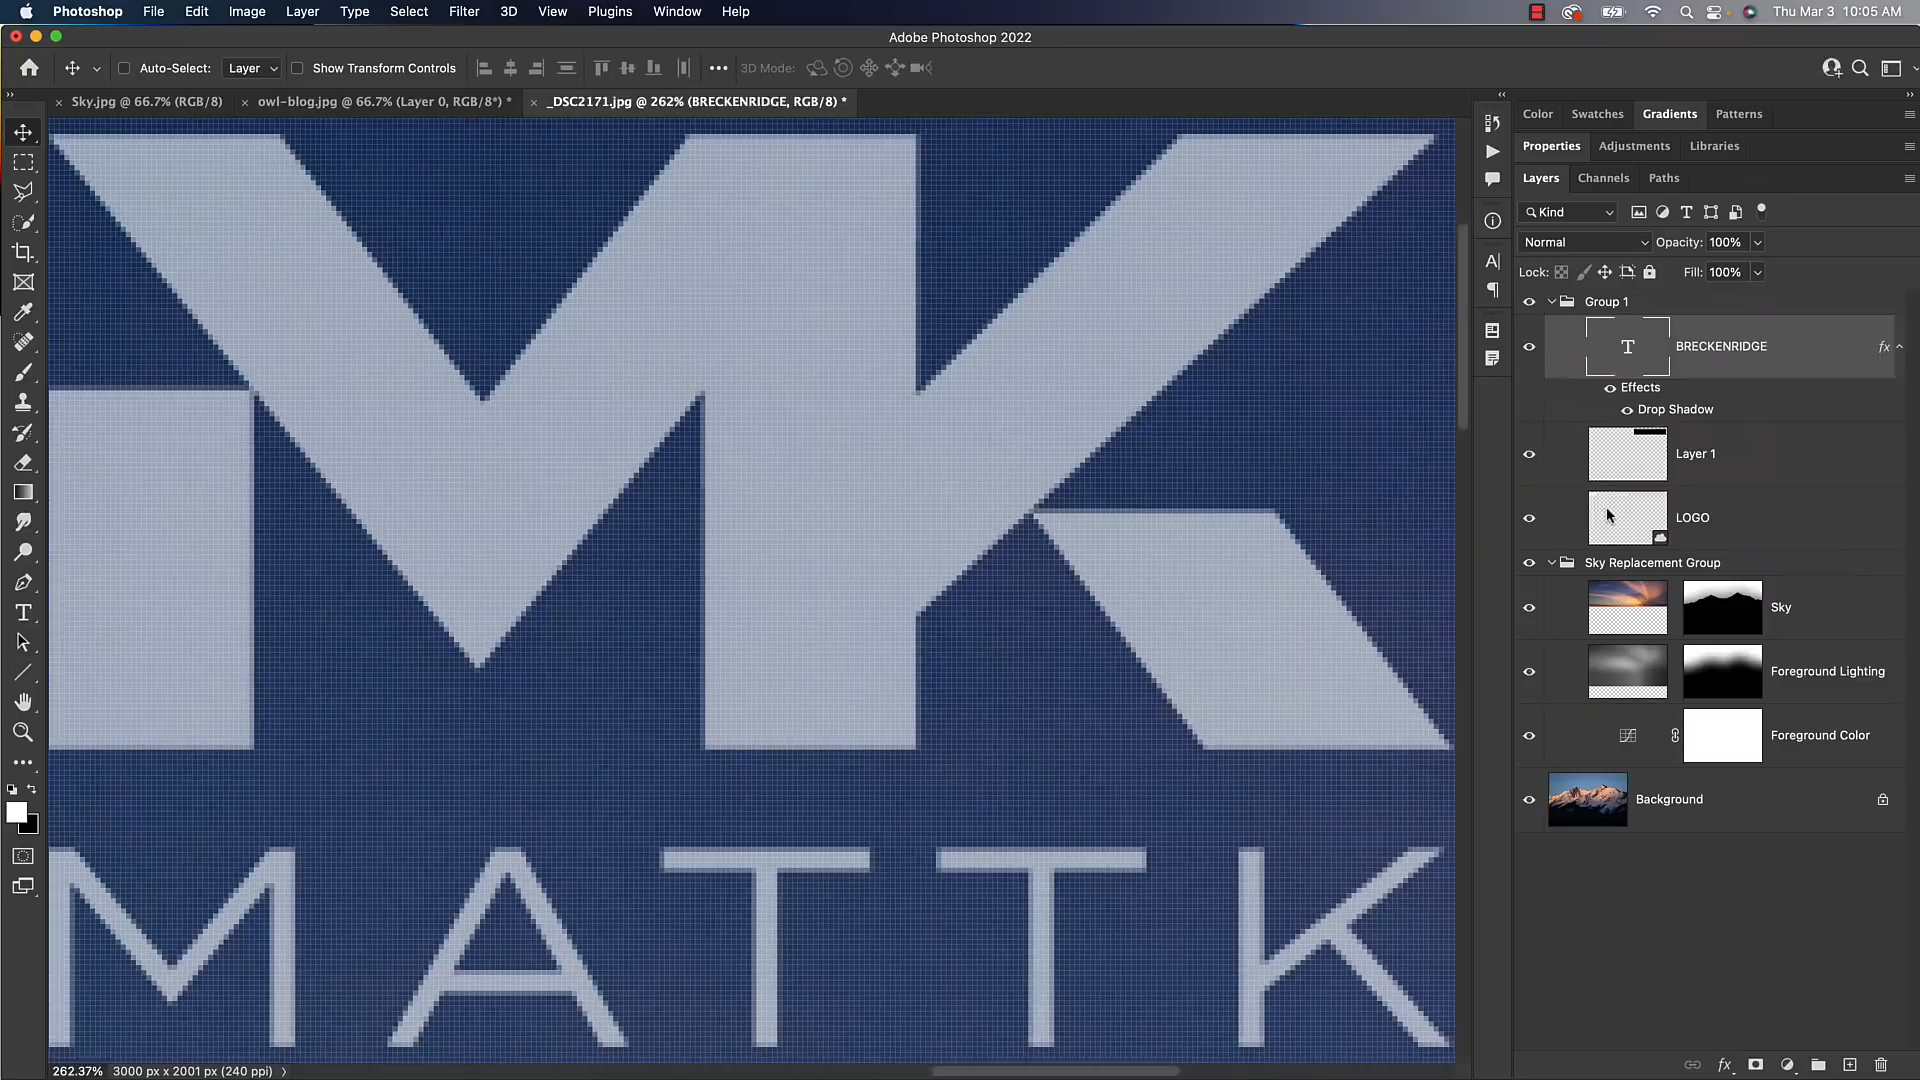 Photoshop File Edit Image Layer Type Select Filter 3D View Plugins Window Help Thu Mar 3 10:05 AM
Adobe Photoshop 2022
Auto-Select: Layer Show Transform Controls 3D Mode:
Sky.jpg @ 66.7% (RGB/8) owl-blog.jpg @ 66.7% (Layer 0, RGB/8*) * _DSC2171.jpg @ 262% (BRECKENRIDGE, RGB/8) *
Color Swatches Gradients Patterns
Properties Adjustments Libraries
Layers Channels Paths
Kind
Normal Opacity: 100%
Lock: Fill: 100%
Group 1
BRECKENRIDGE fx
Effects
Drop Shadow
Layer 1
LOGO
Sky Replacement Group
Sky
Foreground Lighting
Foreground Color
Background
MK
MATTK
262.37% 3000 px x 2001 px (240 ppi)
fx